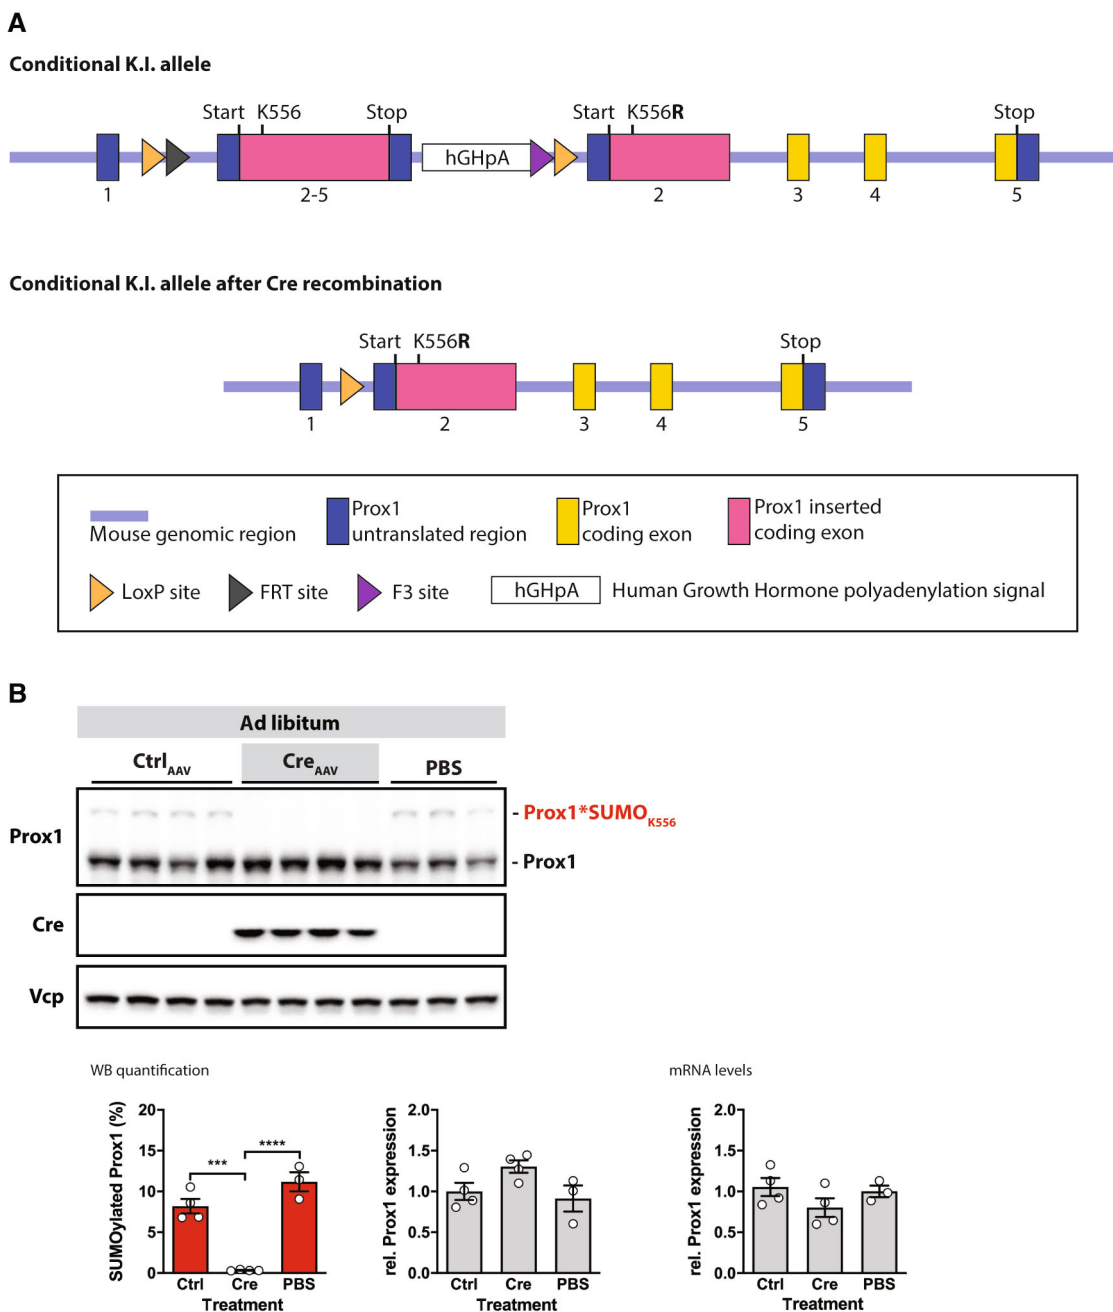 A
Conditional K.I. allele
Start K556 Stop Start K556R Stop
hGHpA
1 2-5 2 3 4 5
Conditional K.I. allele after Cre recombination
Start K556R Stop
1 2 3 4 5
Mouse genomic region
Prox1 untranslated region
Prox1 coding exon
Prox1 inserted coding exon
LoxP site
FRT site
F3 site
hGHpA Human Growth Hormone polyadenylation signal
B
Ad libitum
CtrlAAV CreAAV PBS
Prox1
- Prox1*SUMOK556
- Prox1
Cre
Vcp
WB quantification
mRNA levels
SUMOylated Prox1 (%)
20
15
10
5
0
***
****
Ctrl Cre PBS
Treatment
rel. Prox1 expression
2.0
1.5
1.0
0.5
0
Ctrl Cre PBS
Treatment
rel. Prox1 expression
2.0
1.5
1.0
0.5
0
Ctrl Cre PBS
Treatment